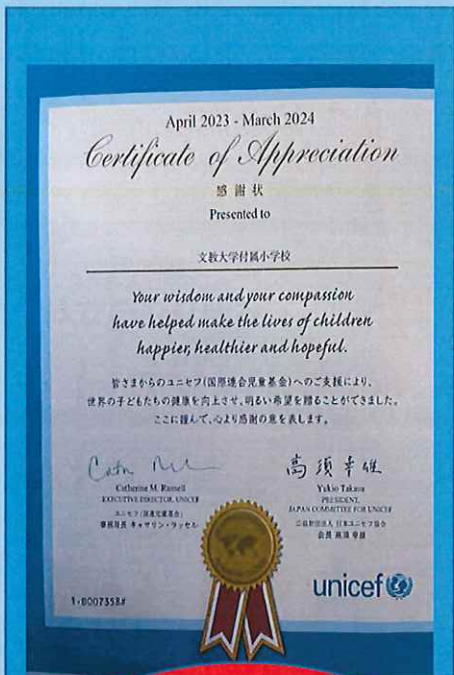 April 2023 - March 2024
Certificate of Appreciation
感謝状
Presented to
文教大学付属小学校
Your wisdom and your compassion
have helped make the lives of children
happier, healthier and hopeful.
皆さまからのユニセフ(国際連合児童基金)へのご支援により、
世界の子どもたちの健康を向上させ、明るい希望を贈ることができました。
ここに謹んで、心より感謝の意を表します。
高須幸雄
Catherine M. Russell
EXECUTIVE DIRECTOR, UNICEF
ユニセフ(国連児童基金)
事務局長 キャサリン・ラッセル
Yukio Takasu
PRESIDENT,
JAPAN COMMITTEE FOR UNICEF
公益財団法人 日本ユニセフ協会
会長 高須 幸雄
unicef